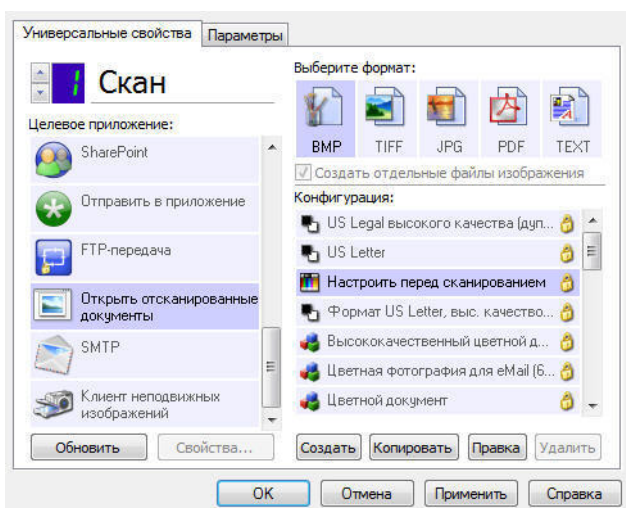 Универсальные свойства
Параметры
1
Скан
Целевое приложение:
SharePoint
Отправить в приложение
FTP-передача
Открыть отсканированные
документы
SMTP
Клиент неподвижных
изображений
Обновить
Свойства...
Выберите формат:
BMP
TIFF
JPG
PDF
TEXT
Создать отдельные файлы изображения
Конфигурация:
US Legal высокого качества (дуп...
US Letter
Настроить перед сканированием
Формат US Letter, выс. качество...
Высококачественный цветной д...
Цветная фотография для eMail (6...
Цветной документ
Создать
Копировать
Правка
Удалить
OK
Отмена
Применить
Справка